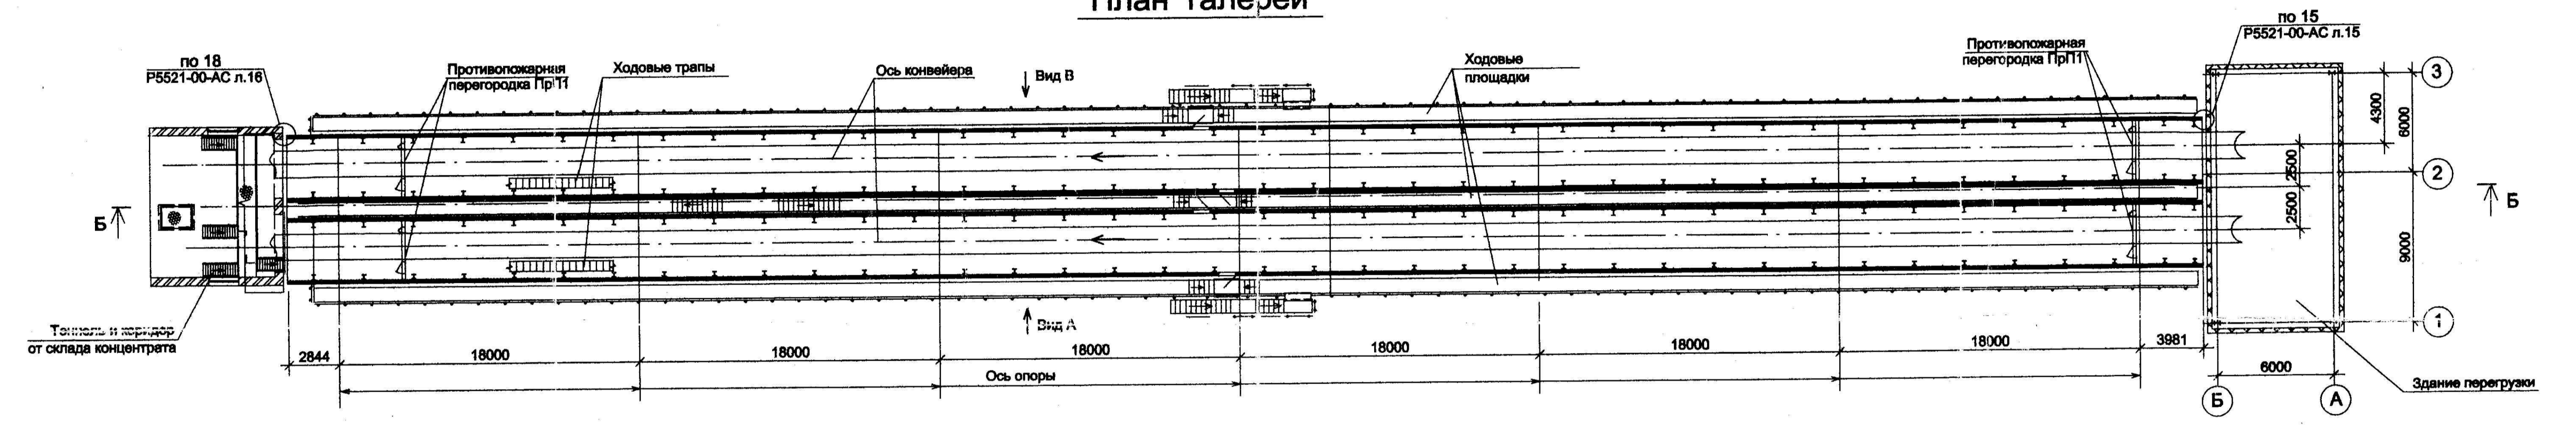 План галереи
по 18
Р5521-00-АС л.16
Противопожарная
перегородка ПрП1
Ходовые трапы
Ось конвейера
Вид В
Ходовые
площадки
Противопожарная
перегородка ПрП1
по 15
Р5521-00-АС л.15
3
4300
6000
2
2500
2500
9000
1
Б
Б
Тоннель и коридор
от склада концентрата
Вид А
2844
18000
18000
18000
18000
18000
18000
3981
Ось опоры
6000
Б
А
Здание перегрузки